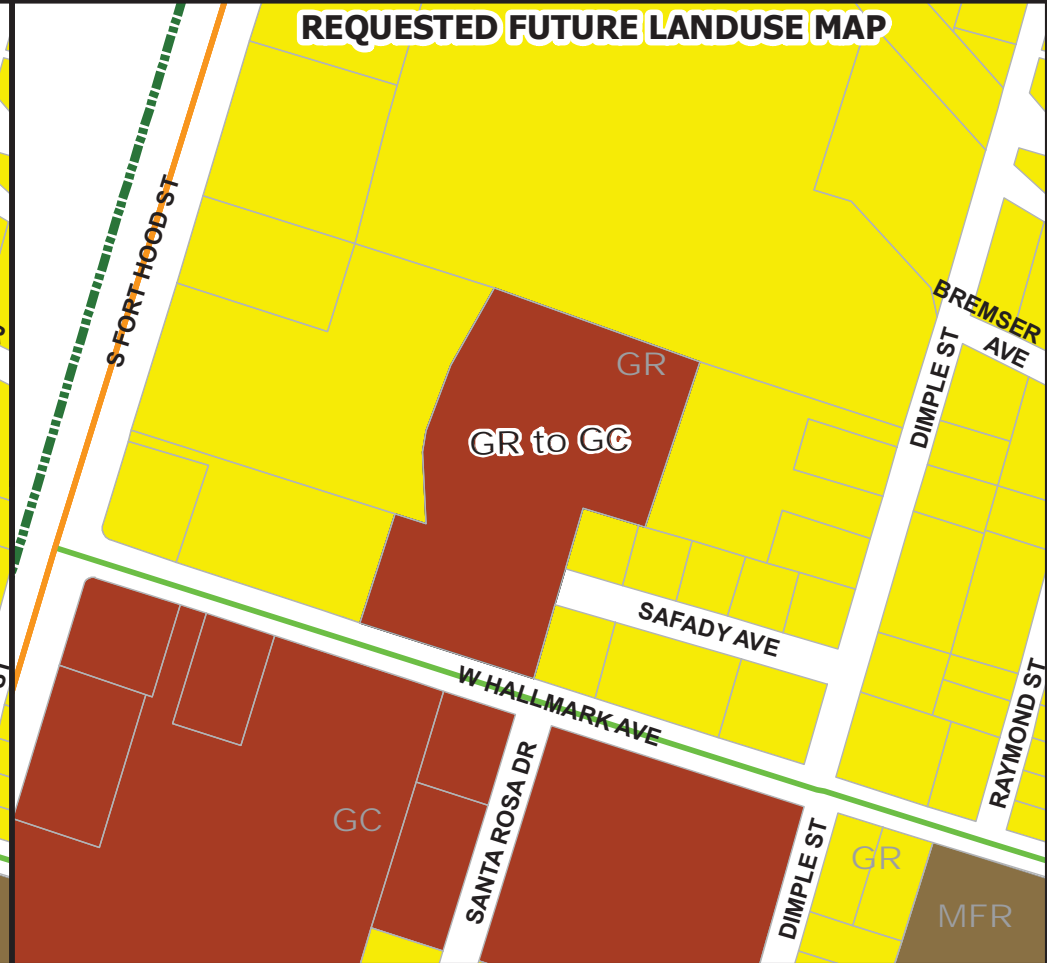 REQUESTED FUTURE LANDUSE MAP
S FORT HOOD ST
BREMSER
AVE
DIMPLE ST
GR
GR to GC
SAFADY AVE
ST
W HALLMARK AVE
RAYMOND ST
SANTA ROSA DR
GC
DIMPLE ST
GR
MFR